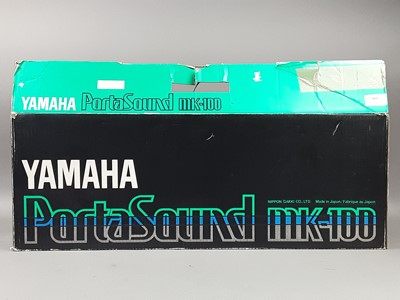 YAMAHA PortaSound MK-100
YAMAHA
NIPPON GAKKI CO., LTD. Made in Japan Fabriqué au Japon
PortaSound MK-100